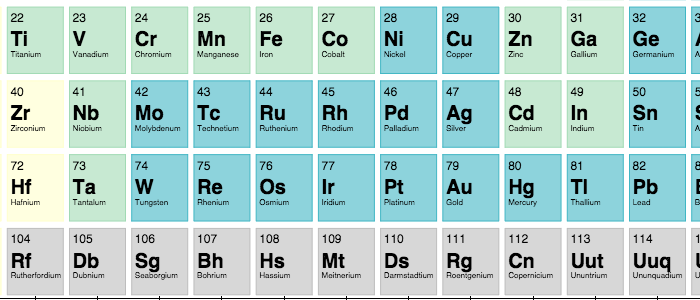 22 23 24 25 26 27 28 29 30 31 32
Ti V Cr Mn Fe Co Ni Cu Zn Ga Ge
Titanium Vanadium Chromium Manganese Iron Cobalt Nickel Copper Zinc Gallium Germanium
40 41 42 43 44 45 46 47 48 49 50
Zr Nb Mo Tc Ru Rh Pd Ag Cd In Sn
Zirconium Niobium Molybdenum Technetium Ruthenium Rhodium Palladium Silver Cadmium Indium Tin
72 73 74 75 76 77 78 79 80 81 82
Hf Ta W Re Os Ir Pt Au Hg Tl Pb
Hafnium Tantalum Tungsten Rhenium Osmium Iridium Platinum Gold Mercury Thallium Lead
104 105 106 107 108 109 110 111 112 113 114
Rf Db Sg Bh Hs Mt Ds Rg Cn Uut Uuq
Rutherfordium Dubnium Seaborgium Bohrium Hassium Meitnerium Darmstadtium Roentgenium Copernicium Ununtrium Ununquadium